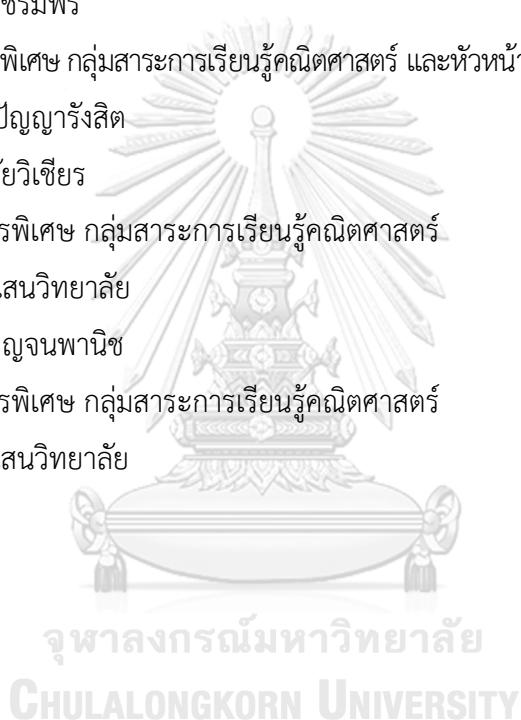 พิเศษ กลุ่มสาระการเรียนรู้คณิตศาสตร์ และหัวหน้า
ปัญญารังสิต
ัยวิเชียร
รพิเศษ กลุ่มสาระการเรียนรู้คณิตศาสตร์
เสนวิทยาลัย
ญจนพานิช
รพิเศษ กลุ่มสาระการเรียนรู้คณิตศาสตร์
สนวิทยาลัย
จุฬาลงกรณ์มหาวิทยาลัย
CHULALONGKORN UNIVERSITY